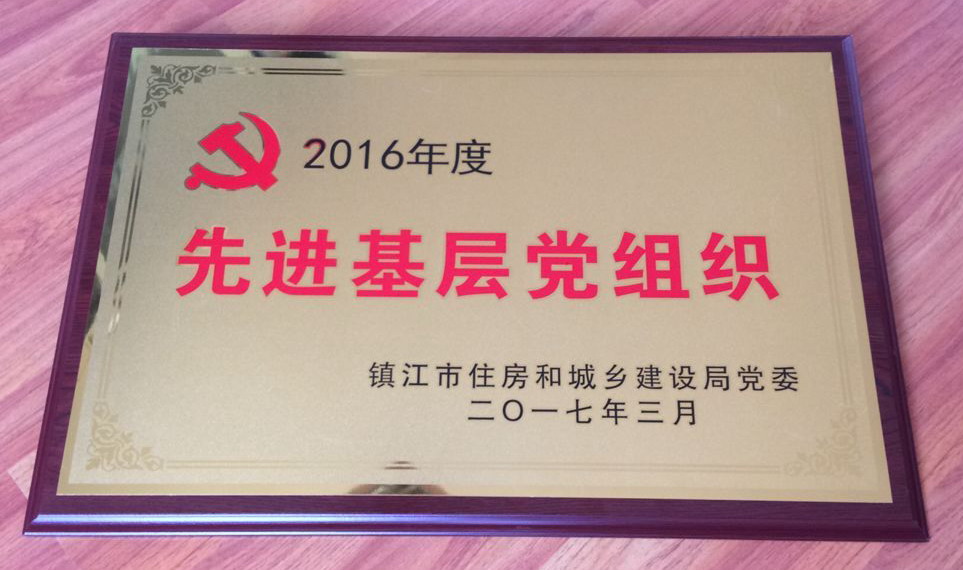 2016年度
先进基层党组织
镇江市住房和城乡建设局党委
二〇一七年三月